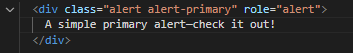 <div class="alert alert-primary" role="alert">
A simple primary alert—check it out!
</div>